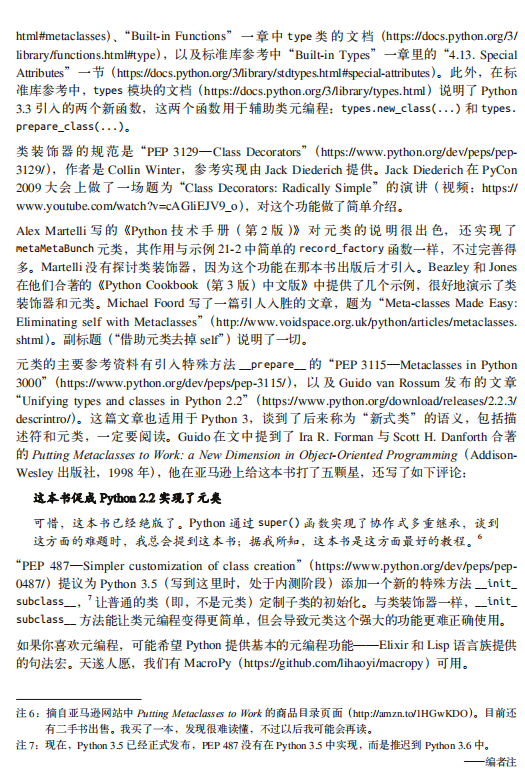 html#metaclasses)、“Built-in Functions” 一章中 type 类的文档（https://docs.python.org/3/
library/functions.html#type），以及标准库参考中“Built-in Types”一章里的“4.13. Special
Attributes”一节（https://docs.python.org/3/library/stdtypes.html#special-attributes）。此外，在标
准库参考中，types 模块的文档（https://docs.python.org/3/library/types.html）说明了 Python
3.3 引入的两个新函数，这两个函数用于辅助类元编程：types.new_class(...) 和 types.
prepare_class(...)。
类装饰器的规范是“PEP 3129—Class Decorators”（https://www.python.org/dev/peps/pep-
3129/），作者是 Collin Winter，参考实现由 Jack Diederich 提供。Jack Diederich 在 PyCon
2009 大会上做了一场题为“Class Decorators: Radically Simple”的演讲（视频：https://
www.youtube.com/watch?v=cAGliEJV9_o），对这个功能做了简单介绍。
Alex Martelli 写的《Python 技术手册（第 2 版）》对元类的说明很出色，还实现了
metaMetaBunch 元类，其作用与示例 21-2 中简单的 record_factory 函数一样，不过完善得
多。Martelli 没有探讨类装饰器，因为这个功能在那本书出版后才引入。Beazley 和 Jones
在他们合著的《Python Cookbook（第 3 版）中文版》中提供了几个示例，很好地演示了类
装饰器和元类。Michael Foord 写了一篇引人入胜的文章，题为“Meta-classes Made Easy:
Eliminating self with Metaclasses”（http://www.voidspace.org.uk/python/articles/metaclasses.
shtml）。副标题（“借助元类去掉 self”）说明了一切。
元类的主要参考资料有引入特殊方法 __prepare__ 的“PEP 3115—Metaclasses in Python
3000”（https://www.python.org/dev/peps/pep-3115/），以及 Guido van Rossum 发布的文章
“Unifying types and classes in Python 2.2”（https://www.python.org/download/releases/2.2.3/
descrintro/）。这篇文章也适用于 Python 3，谈到了后来称为“新式类”的语义，包括描
述符和元类，一定要阅读。Guido 在文中提到了 Ira R. Forman 与 Scott H. Danforth 合著
的 Putting Metaclasses to Work: a New Dimension in Object-Oriented Programming（Addison-
Wesley 出版社，1998 年），他在亚马逊上给这本书打了五颗星，还写了如下评论：
这本书促成 Python 2.2 实现了元类
可惜，这本书已经绝版了。Python 通过 super() 函数实现了协作式多重继承，谈到
这方面的难题时，我总会提到这本书；据我所知，这本书是这方面最好的教程。6
“PEP 487—Simpler customization of class creation”（https://www.python.org/dev/peps/pep-
0487/）提议为 Python 3.5（写到这里时，处于内测阶段）添加一个新的特殊方法 __init_
subclass__，7 让普通的类（即，不是元类）定制子类的初始化。与类装饰器一样，__init_
subclass__ 方法能让类元编程变得更简单，但会导致元类这个强大的功能更难正确使用。
如果你喜欢元编程，可能希望 Python 提供基本的元编程功能——Elixir 和 Lisp 语言族提供
的句法宏。天遂人愿，我们有 MacroPy（https://github.com/lihaoyi/macropy）可用。
注 6：摘自亚马逊网站中 Putting Metaclasses to Work 的商品目录页面（http://amzn.to/1HGwKDO）。目前还
有二手书出售。我买了一本，发现很难读懂，不过以后我可能会再读。
注 7：现在，Python 3.5 已经正式发布，PEP 487 没有在 Python 3.5 中实现，而是推迟到 Python 3.6 中。
——编者注